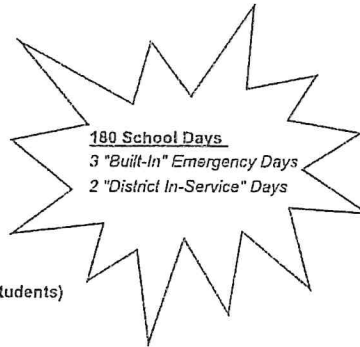 180 School Days
3 "Built-In" Emergency Days
2 "District In-Service" Days
tudents)